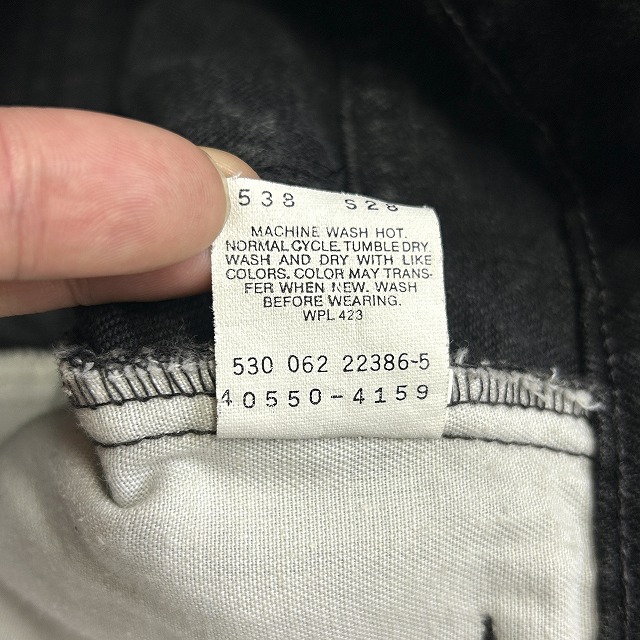 538 S28
MACHINE WASH HOT.
NORMAL CYCLE. TUMBLE DRY.
WASH AND DRY WITH LIKE
COLORS. COLOR MAY TRANS-
FER WHEN NEW. WASH
BEFORE WEARING.
WPL 423
530 062 22386-5
40550-4159